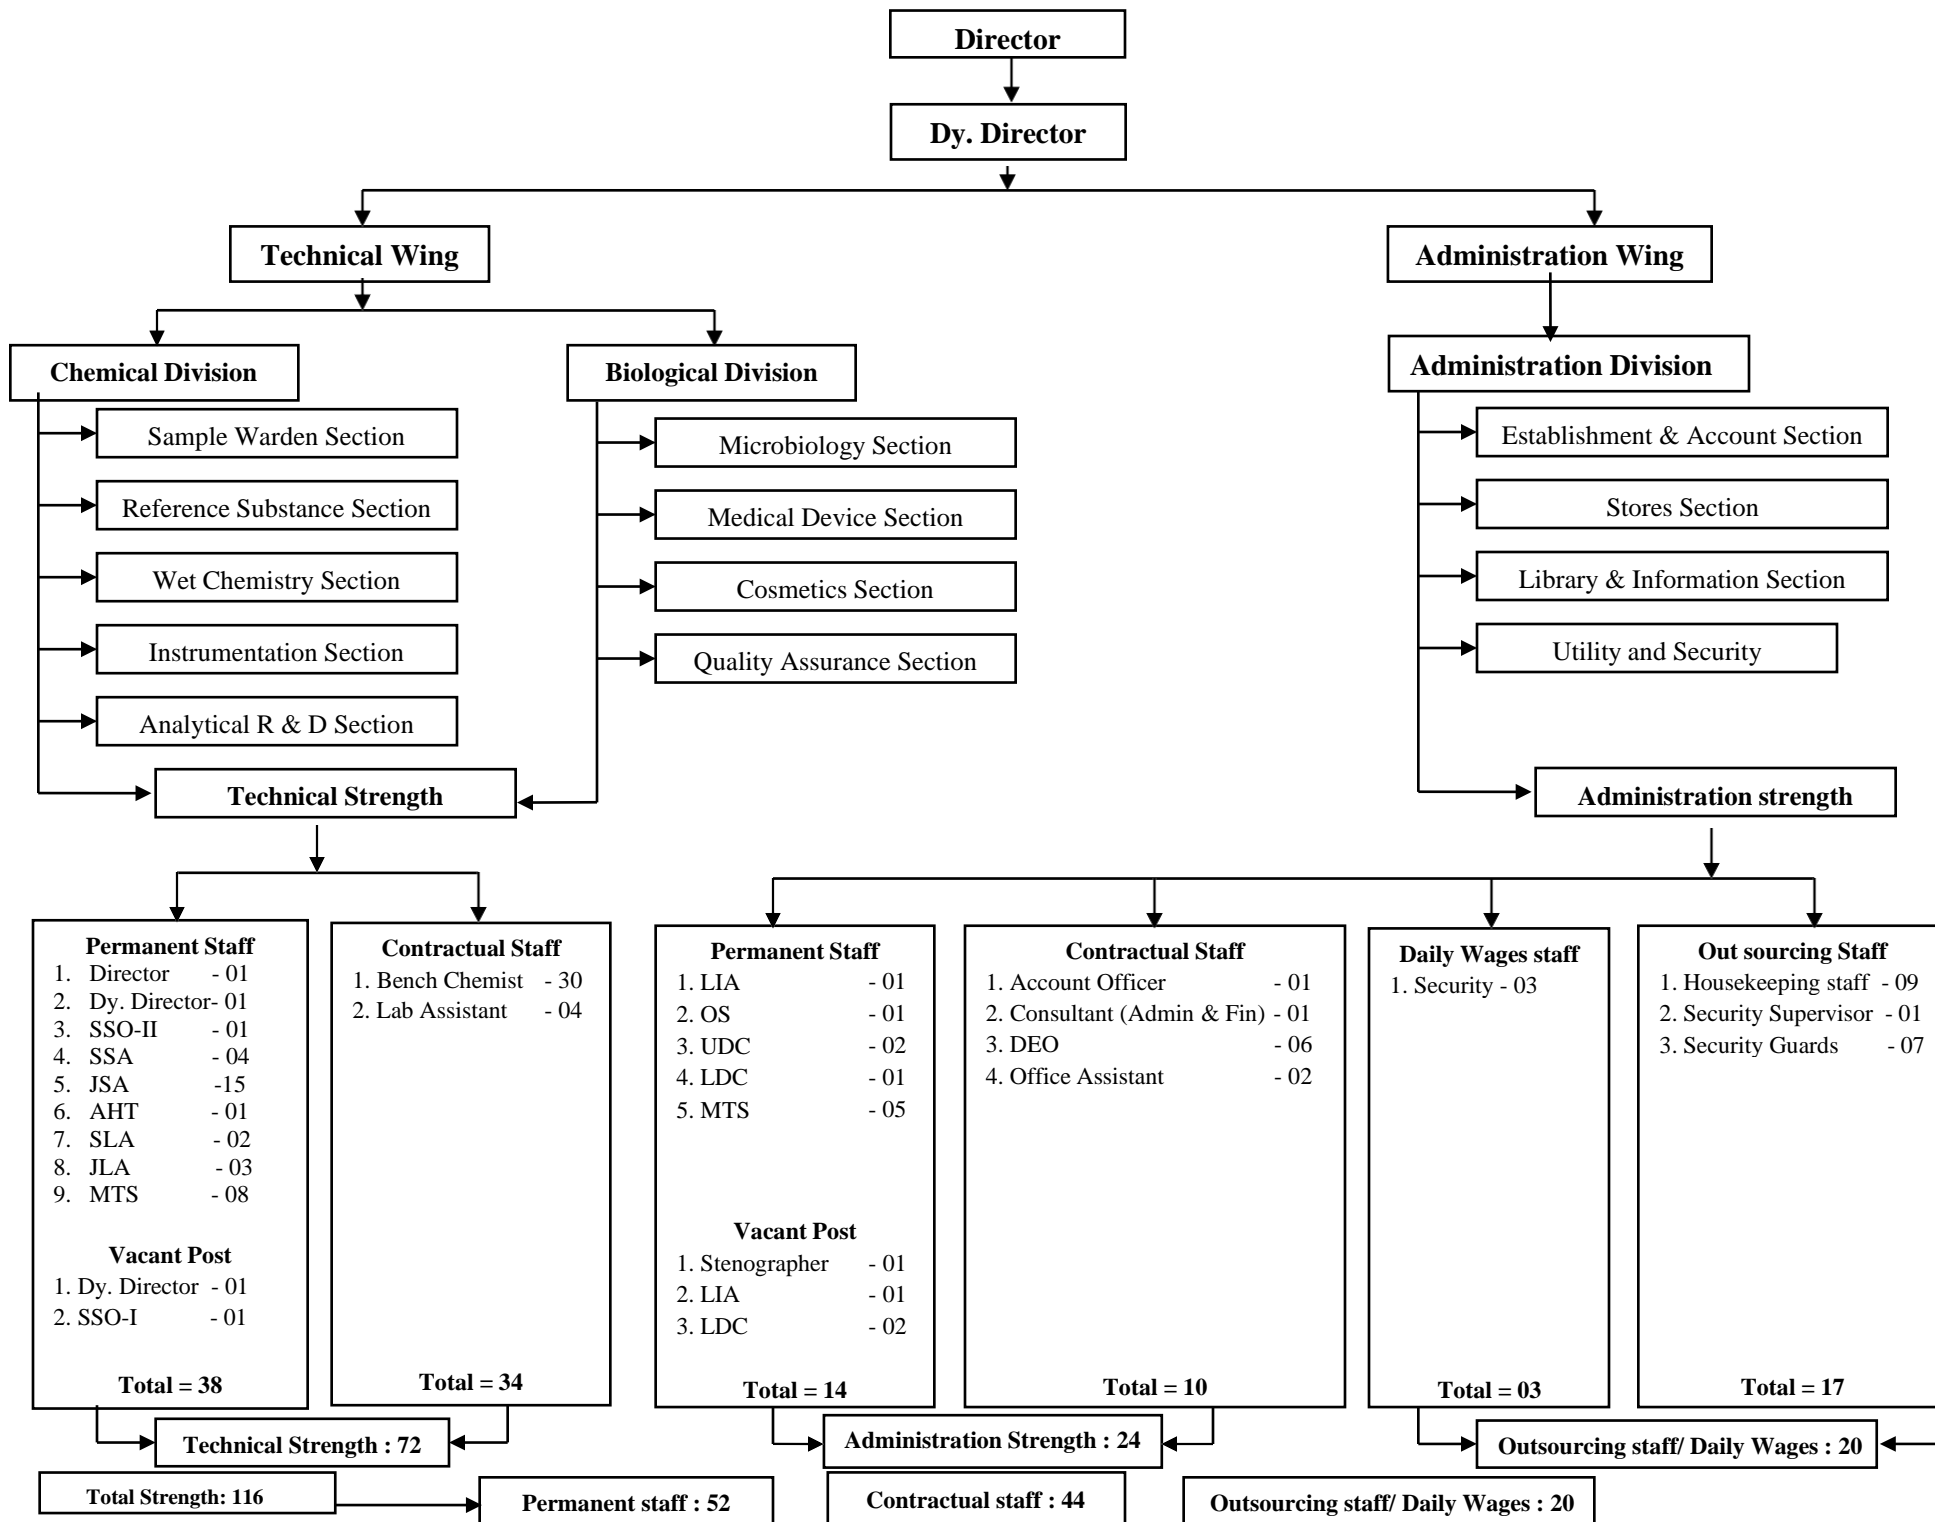 Director
Dy. Director
Technical Wing
Administration Wing
Chemical Division
Biological Division
Administration Division
Sample Warden Section
Reference Substance Section
Wet Chemistry Section
Instrumentation Section
Analytical R & D Section
Microbiology Section
Medical Device Section
Cosmetics Section
Quality Assurance Section
Establishment & Account Section
Stores Section
Library & Information Section
Utility and Security
Technical Strength
Administration strength
Permanent Staff
1. Director - 01
2. Dy. Director- 01
3. SSO-II - 01
4. SSA - 04
5. JSA -15
6. AHT - 01
7. SLA - 02
8. JLA - 03
9. MTS - 08
Vacant Post
1. Dy. Director - 01
2. SSO-I - 01
Total = 38
Contractual Staff
1. Bench Chemist - 30
2. Lab Assistant - 04
Total = 34
Permanent Staff
1. LIA - 01
2. OS - 01
3. UDC - 02
4. LDC - 01
5. MTS - 05
Vacant Post
1. Stenographer - 01
2. LIA - 01
3. LDC - 02
Total = 14
Contractual Staff
1. Account Officer - 01
2. Consultant (Admin & Fin) - 01
3. DEO - 06
4. Office Assistant - 02
Total = 10
Daily Wages staff
1. Security - 03
Total = 03
Out sourcing Staff
1. Housekeeping staff - 09
2. Security Supervisor - 01
3. Security Guards - 07
Total = 17
Technical Strength : 72
Administration Strength : 24
Outsourcing staff/ Daily Wages : 20
Total Strength: 116
Permanent staff : 52
Contractual staff : 44
Outsourcing staff/ Daily Wages : 20